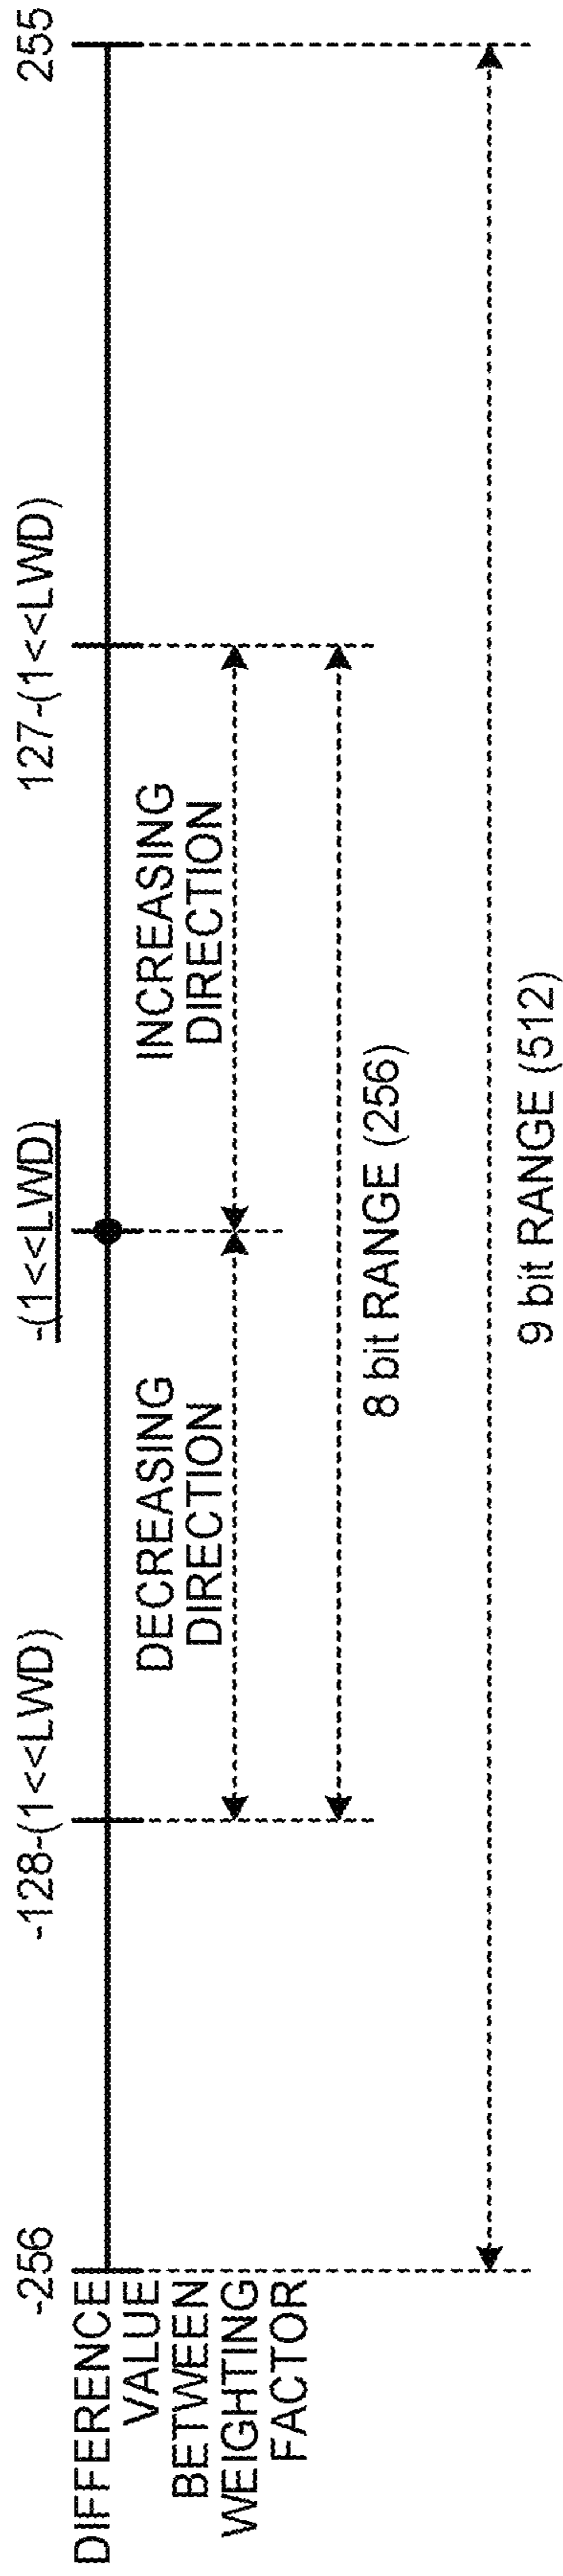 -256
-128-(1<<LWD)
-(1<<LWD)
127-(1<<LWD)
255
DIFFERENCE
VALUE
BETWEEN
WEIGHTING
FACTOR
DECREASING
DIRECTION
INCREASING
DIRECTION
8 bit RANGE (256)
9 bit RANGE (512)